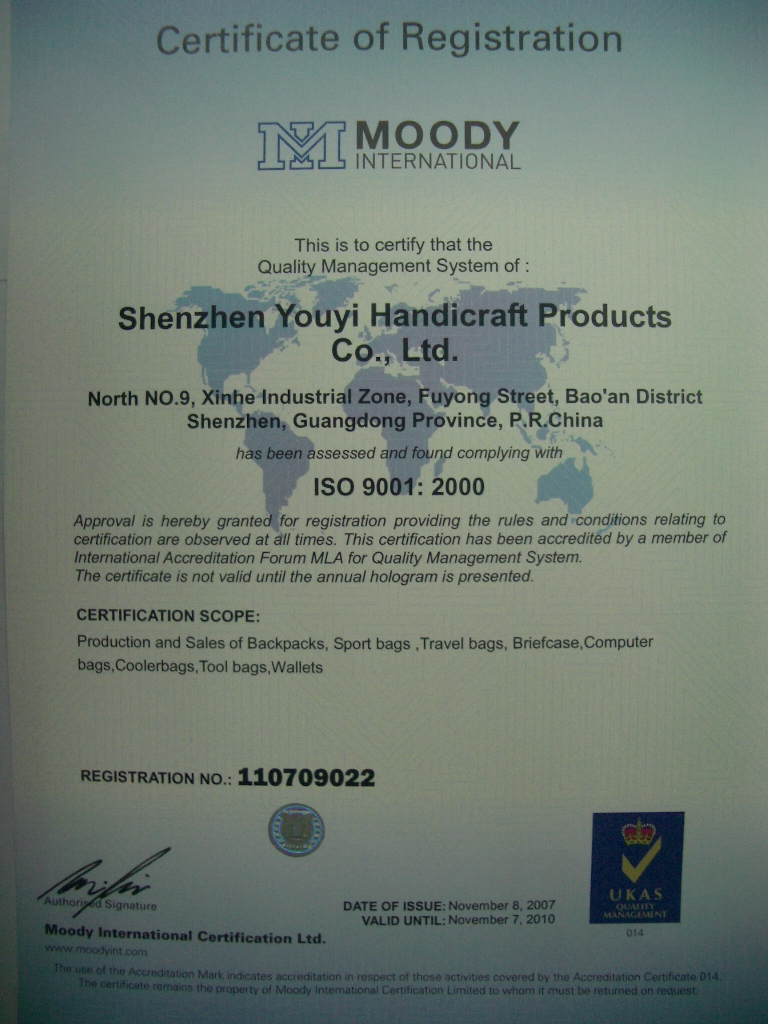 Certificate of Registration
MOODY
INTERNATIONAL
This is to certify that the
Quality Management System of :
Shenzhen Youyi Handicraft Products
Co., Ltd.
North NO.9, Xinhe Industrial Zone, Fuyong Street, Bao'an District
Shenzhen, Guangdong Province, P.R.China
has been assessed and found complying with
ISO 9001: 2000
Approval is hereby granted for registration providing the rules and conditions relating to
certification are observed at all times. This certification has been accredited by a member of
International Accreditation Forum MLA for Quality Management System.
The certificate is not valid until the annual hologram is presented.
CERTIFICATION SCOPE:
Production and Sales of Backpacks, Sport bags ,Travel bags, Briefcase,Computer
bags,Coolerbags,Tool bags,Wallets
REGISTRATION NO.: 110709022
Authorised Signature
DATE OF ISSUE: November 8, 2007
VALID UNTIL: November 7, 2010
UKAS
QUALITY
MANAGEMENT
014
Moody International Certification Ltd.
www.moodyint.com
The use of the Accreditation Mark indicates accreditation in respect of those activities covered by the Accreditation Certificate 014.
The certificate remains the property of Moody International Certification Limited to whom it must be returned on request.